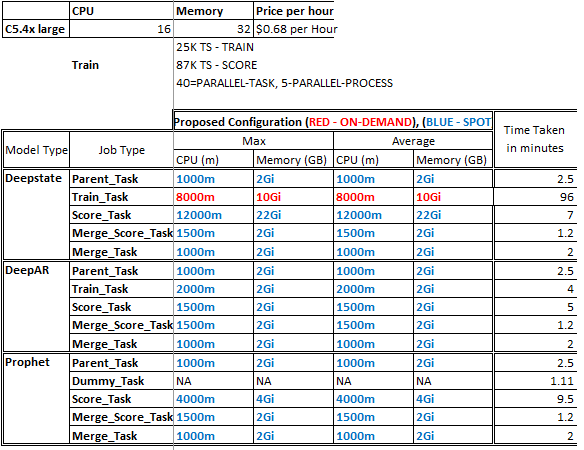 CPU Memory Price per hour
C5.4x large 16 32 $0.68 per Hour
25K TS - TRAIN
Train 87K TS - SCORE
40=PARALLEL-TASK, 5-PARALLEL-PROCESS
Proposed Configuration (RED - ON-DEMAND), (BLUE - SPOT
Time Taken in minutes
Model Type Job Type Max Average
CPU (m) Memory (GB) CPU (m) Memory (GB)
Deepstate Parent_Task 1000m 2Gi 1000m 2Gi 2.5
Train_Task 8000m 10Gi 8000m 10Gi 96
Score_Task 12000m 22Gi 12000m 22Gi 7
Merge_Score_Task 1500m 2Gi 1500m 2Gi 1.2
Merge_Task 1000m 2Gi 1000m 2Gi 2
DeepAR Parent_Task 1000m 2Gi 1000m 2Gi 2.5
Train_Task 2000m 2Gi 2000m 2Gi 4
Score_Task 1500m 2Gi 1500m 2Gi 5
Merge_Score_Task 1500m 2Gi 1500m 2Gi 1.2
Merge_Task 1000m 2Gi 1000m 2Gi 2
Prophet Parent_Task 1000m 2Gi 1000m 2Gi 2.5
Dummy_Task NA NA NA NA 1.11
Score_Task 4000m 4Gi 4000m 4Gi 9.5
Merge_Score_Task 1500m 2Gi 1500m 2Gi 1.2
Merge_Task 1000m 2Gi 1000m 2Gi 2